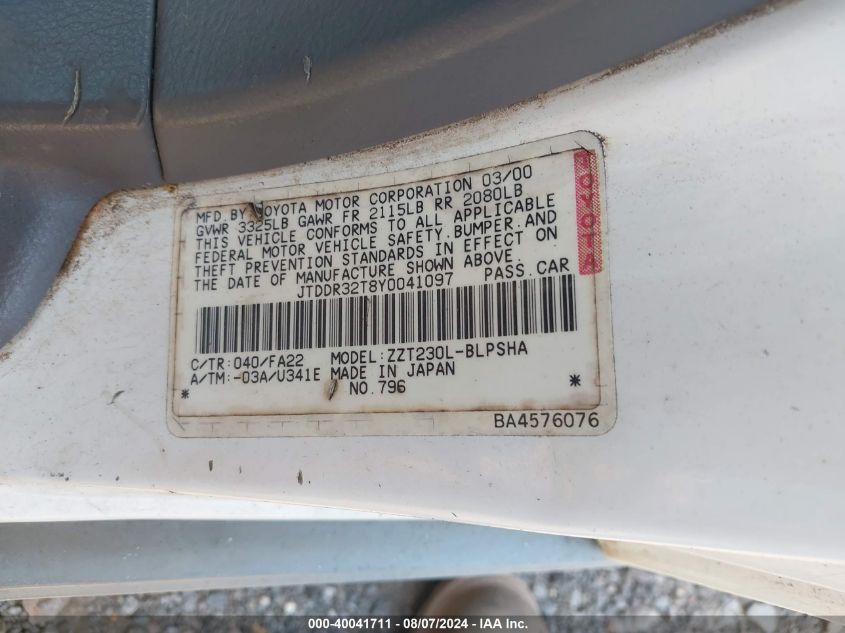 MFD.BY TOYOTA MOTOR CORPORATION 03/00
GVWR 3325LB GAWR FR 2115LB RR 2080LB
THIS VEHICLE CONFORMS TO ALL APPLICABLE
FEDERAL MOTOR VEHICLE SAFETY.BUMPER.AND
THEFT PREVENTION STANDARDS IN EFFECT ON
THE DATE OF MANUFACTURE SHOWN ABOVE.
JTDDR32T8Y0041097 PASS.CAR
TOYOTA
C/TR:040/FA22 MODEL:ZZT230L-BLPSHA
A/TM:-03A/U341E MADE IN JAPAN
* NO.796 *
BA4576076
000-40041711 - 08/07/2024 - IAA Inc.